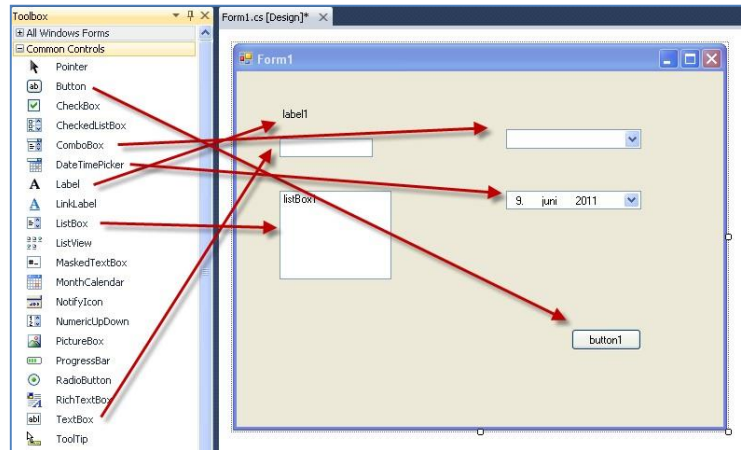 Toolbox
Form1.cs [Design]*
All Windows Forms
Common Controls
Pointer
Button
CheckBox
CheckedListBox
ComboBox
DateTimePicker
Label
LinkLabel
ListBox
ListView
MaskedTextBox
MonthCalendar
NotifyIcon
NumericUpDown
PictureBox
ProgressBar
RadioButton
RichTextBox
TextBox
ToolTip
Form1
label1
listBox1
9. juni 2011
button1